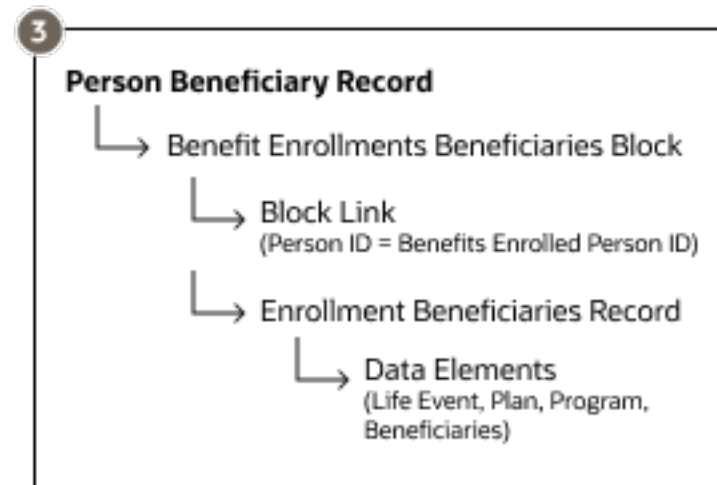 3
Person Beneficiary Record
Benefit Enrollments Beneficiaries Block
Block Link
(Person ID = Benefits Enrolled Person ID)
Enrollment Beneficiaries Record
Data Elements
(Life Event, Plan, Program,
Beneficiaries)